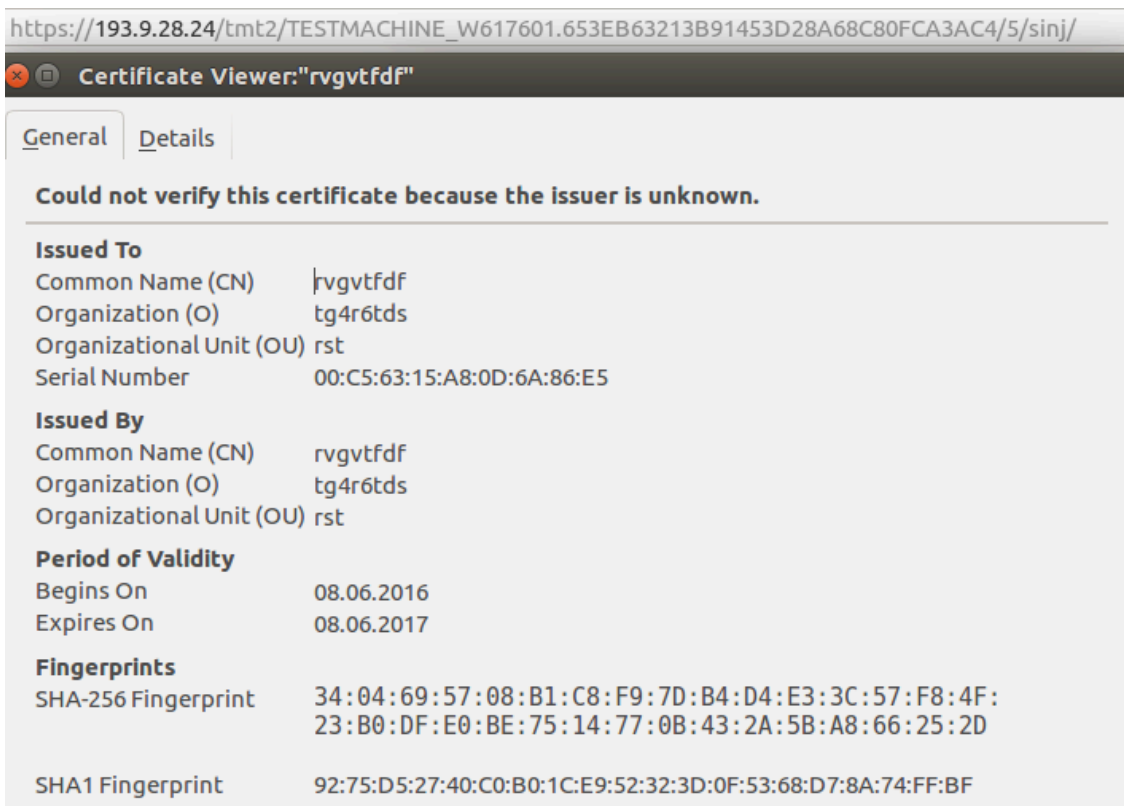 https://193.9.28.24/tmt2/TESTMACHINE_W617601.653EB63213B91453D28A68C80FCA3AC4/5/sinj/
Certificate Viewer:"rvgvtfdf"
General Details
Could not verify this certificate because the issuer is unknown.
Issued To
Common Name (CN) rvgvtfdf
Organization (O) tg4r6tds
Organizational Unit (OU) rst
Serial Number 00:C5:63:15:A8:0D:6A:86:E5
Issued By
Common Name (CN) rvgvtfdf
Organization (O) tg4r6tds
Organizational Unit (OU) rst
Period of Validity
Begins On 08.06.2016
Expires On 08.06.2017
Fingerprints
SHA-256 Fingerprint 34:04:69:57:08:B1:C8:F9:7D:B4:D4:E3:3C:57:F8:4F:
23:B0:DF:E0:BE:75:14:77:0B:43:2A:5B:A8:66:25:2D
SHA1 Fingerprint 92:75:D5:27:40:C0:B0:1C:E9:52:32:3D:0F:53:68:D7:8A:74:FF:BF